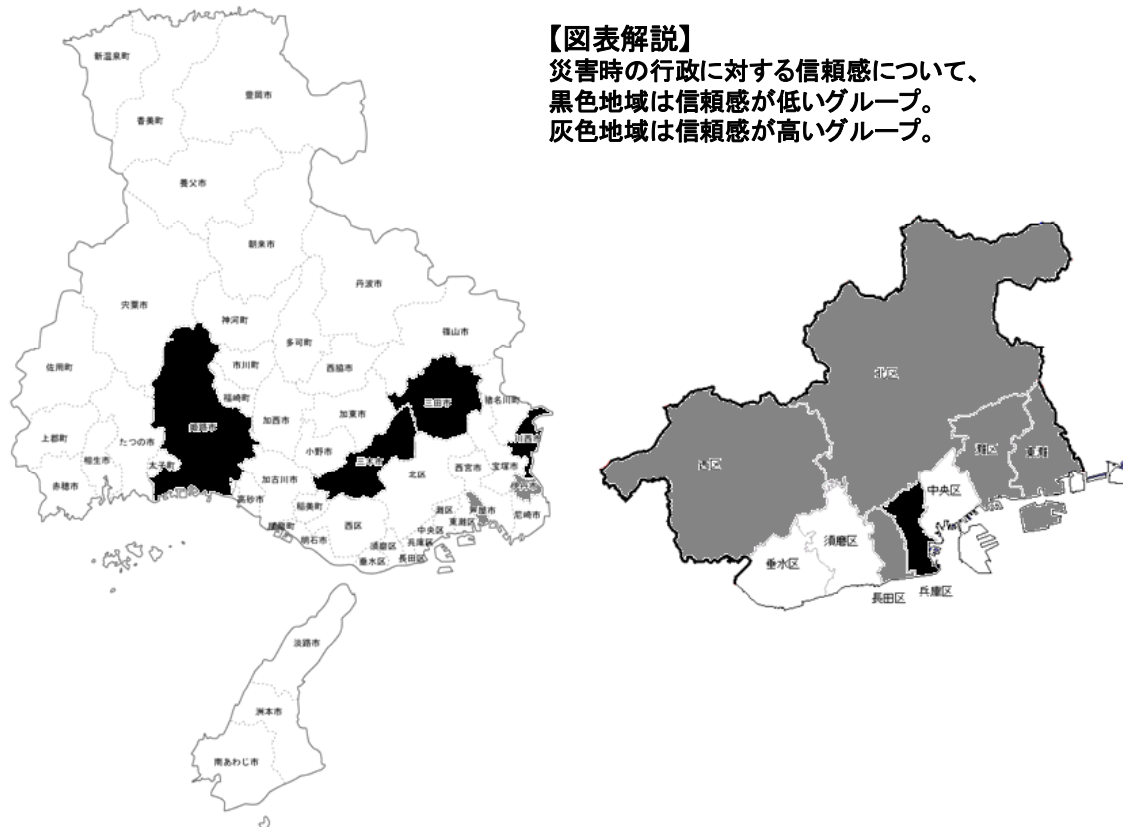 【図表解説】
災害時の行政に対する信頼感について、
黒色地域は信頼感が低いグループ。
灰色地域は信頼感が高いグループ。
新温泉町
豊岡市
香美町
養父市
朝来市
丹波市
宍粟市
神河町
篠山市
多可町
佐用町
市川町
西脇市
福崎町
三田市
猪名川町
加西市
加東市
姫路市
川西市
上郡町
たつの市
小野市
三木市
相生市
太子町
北区
西宮市
宝塚市
赤穂市
加古川市
伊丹市
高砂市
稲美町
灘区
芦屋市
尼崎市
播磨町
西区
東灘区
中央区
明石市
須磨区
兵庫区
垂水区
長田区
淡路市
洲本市
南あわじ市
北区
西区
灘区
東灘
中央区
須磨区
垂水区
長田区
兵庫区